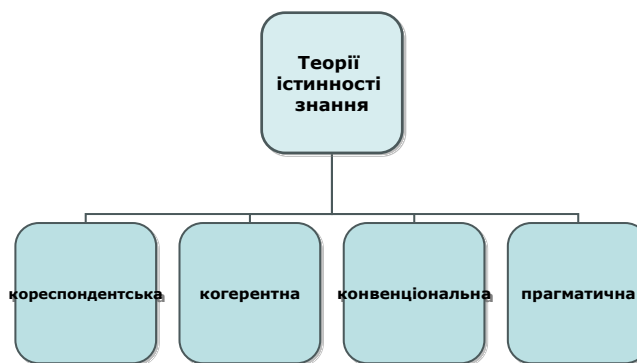 Теорії
істинності
знання
кореспондентська
когерентна
конвенціональна
прагматична